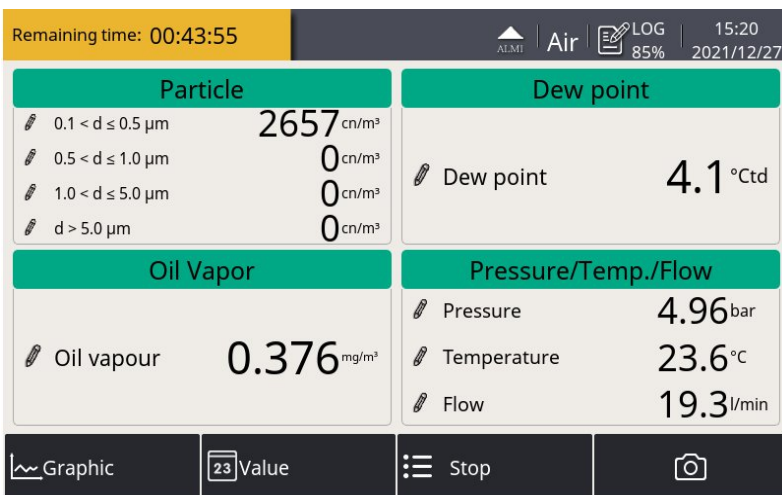 Remaining time: 00:43:55
ALMI
Air
LOG
85%
15:20
2021/12/27
Particle
0.1 < d ≤ 0.5 µm 2657 cn/m³
0.5 < d ≤ 1.0 µm 0 cn/m³
1.0 < d ≤ 5.0 µm 0 cn/m³
d > 5.0 µm 0 cn/m³
Dew point
Dew point 4.1 °Ctd
Oil Vapor
Oil vapour 0.376 mg/m³
Pressure/Temp./Flow
Pressure 4.96 bar
Temperature 23.6 °C
Flow 19.3 l/min
Graphic
23 Value
Stop